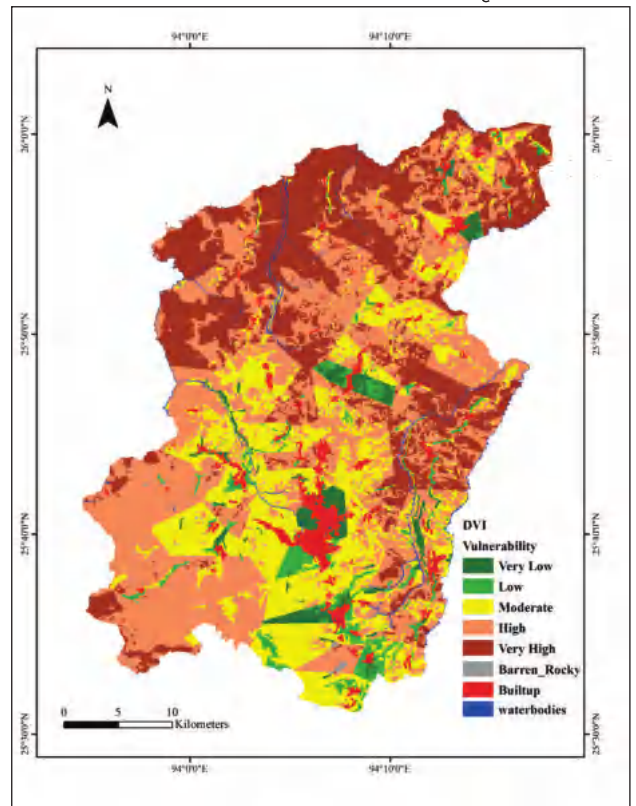 94°0'0"E 94°10'0"E
N
26°0'0"N 26°0'0"N
25°50'0"N 25°50'0"N
25°40'0"N 25°40'0"N
25°30'0"N 25°30'0"N
DVI
Vulnerability
Very Low
Low
Moderate
High
Very High
Barren_Rocky
Builtup
waterbodies
0 5 10
Kilometers
94°0'0"E 94°10'0"E